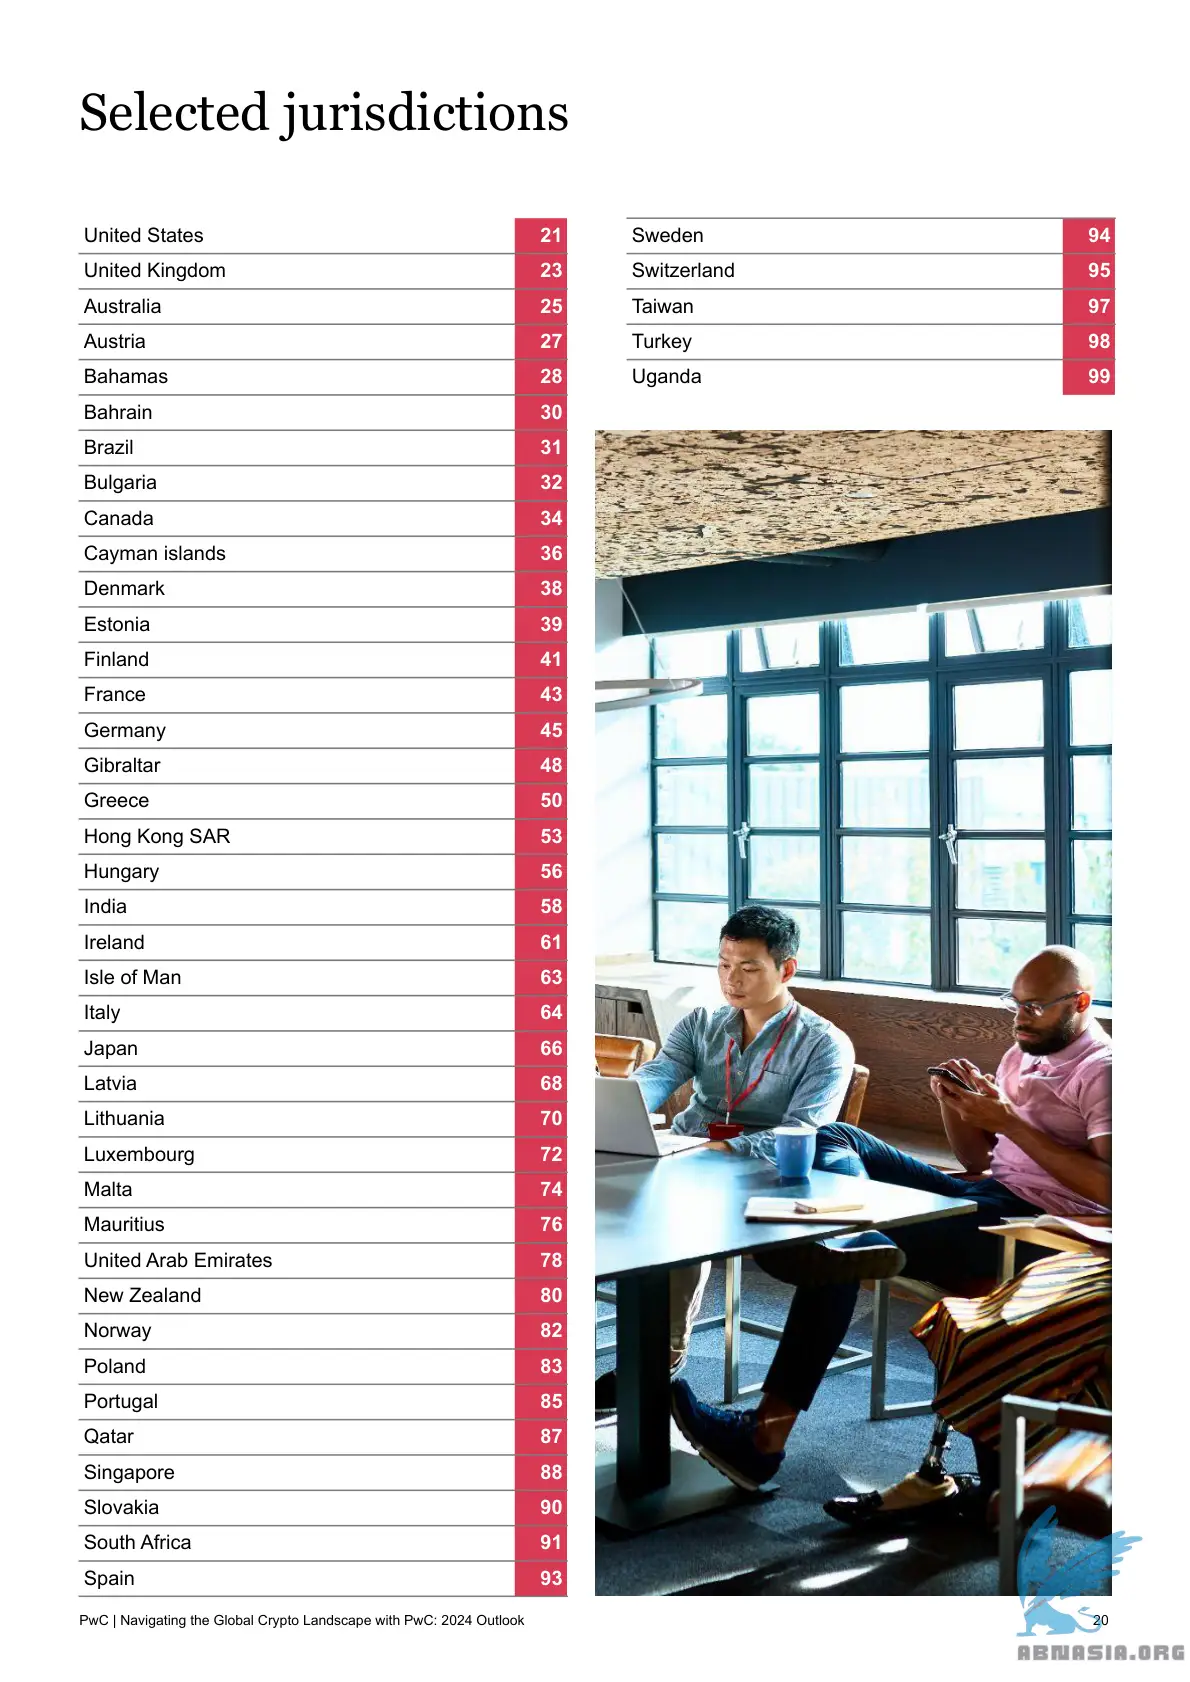 Selected jurisdictions
United States 21
United Kingdom 23
Australia 25
Austria 27
Bahamas 28
Bahrain 30
Brazil 31
Bulgaria 32
Canada 34
Cayman islands 36
Denmark 38
Estonia 39
Finland 41
France 43
Germany 45
Gibraltar 48
Greece 50
Hong Kong SAR 53
Hungary 56
India 58
Ireland 61
Isle of Man 63
Italy 64
Japan 66
Latvia 68
Lithuania 70
Luxembourg 72
Malta 74
Mauritius 76
United Arab Emirates 78
New Zealand 80
Norway 82
Poland 83
Portugal 85
Qatar 87
Singapore 88
Slovakia 90
South Africa 91
Spain 93
Sweden 94
Switzerland 95
Taiwan 97
Turkey 98
Uganda 99
PwC | Navigating the Global Crypto Landscape with PwC: 2024 Outlook
20
ABNASIA.ORG